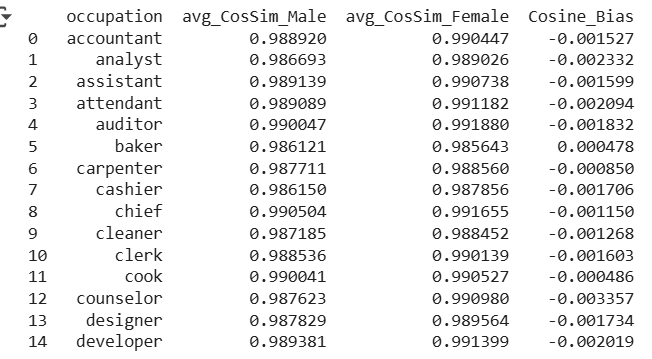 occupation avg_CosSim_Male avg_CosSim_Female Cosine_Bias
0 accountant 0.988920 0.990447 -0.001527
1 analyst 0.986693 0.989026 -0.002332
2 assistant 0.989139 0.990738 -0.001599
3 attendant 0.989089 0.991182 -0.002094
4 auditor 0.990047 0.991880 -0.001832
5 baker 0.986121 0.985643 0.000478
6 carpenter 0.987711 0.988560 -0.000850
7 cashier 0.986150 0.987856 -0.001706
8 chief 0.990504 0.991655 -0.001150
9 cleaner 0.987185 0.988452 -0.001268
10 clerk 0.988536 0.990139 -0.001603
11 cook 0.990041 0.990527 -0.000486
12 counselor 0.987623 0.990980 -0.003357
13 designer 0.987829 0.989564 -0.001734
14 developer 0.989381 0.991399 -0.002019